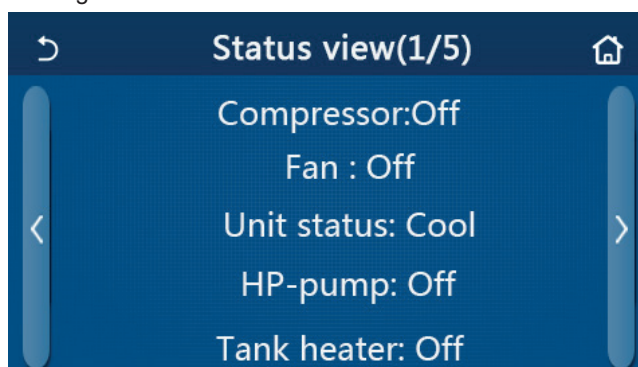 Status view(1/5)
Compressor:Off
Fan : Off
Unit status: Cool
HP-pump: Off
Tank heater: Off